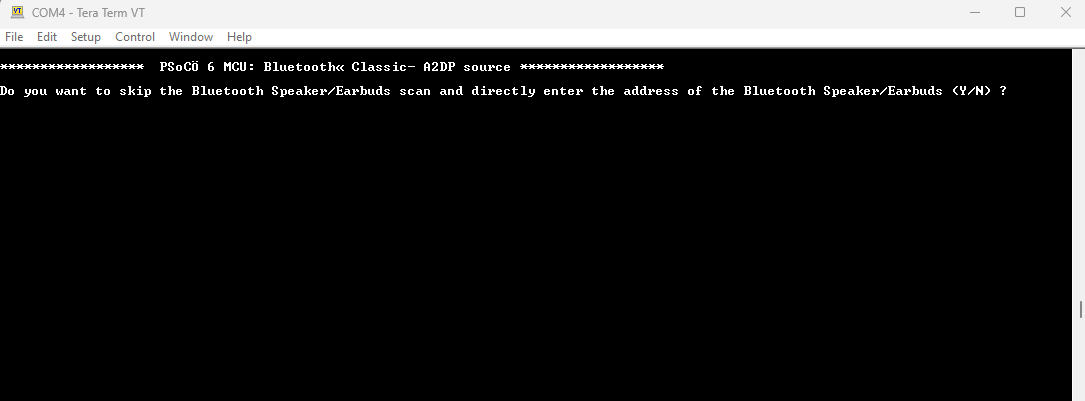 COM4 - Tera Term VT
File Edit Setup Control Window Help
****************** PSoCÖ 6 MCU: Bluetooth« Classic- A2DP source ******************
Do you want to skip the Bluetooth Speaker/Earbuds scan and directly enter the address of the Bluetooth Speaker/Earbuds (Y/N) ?